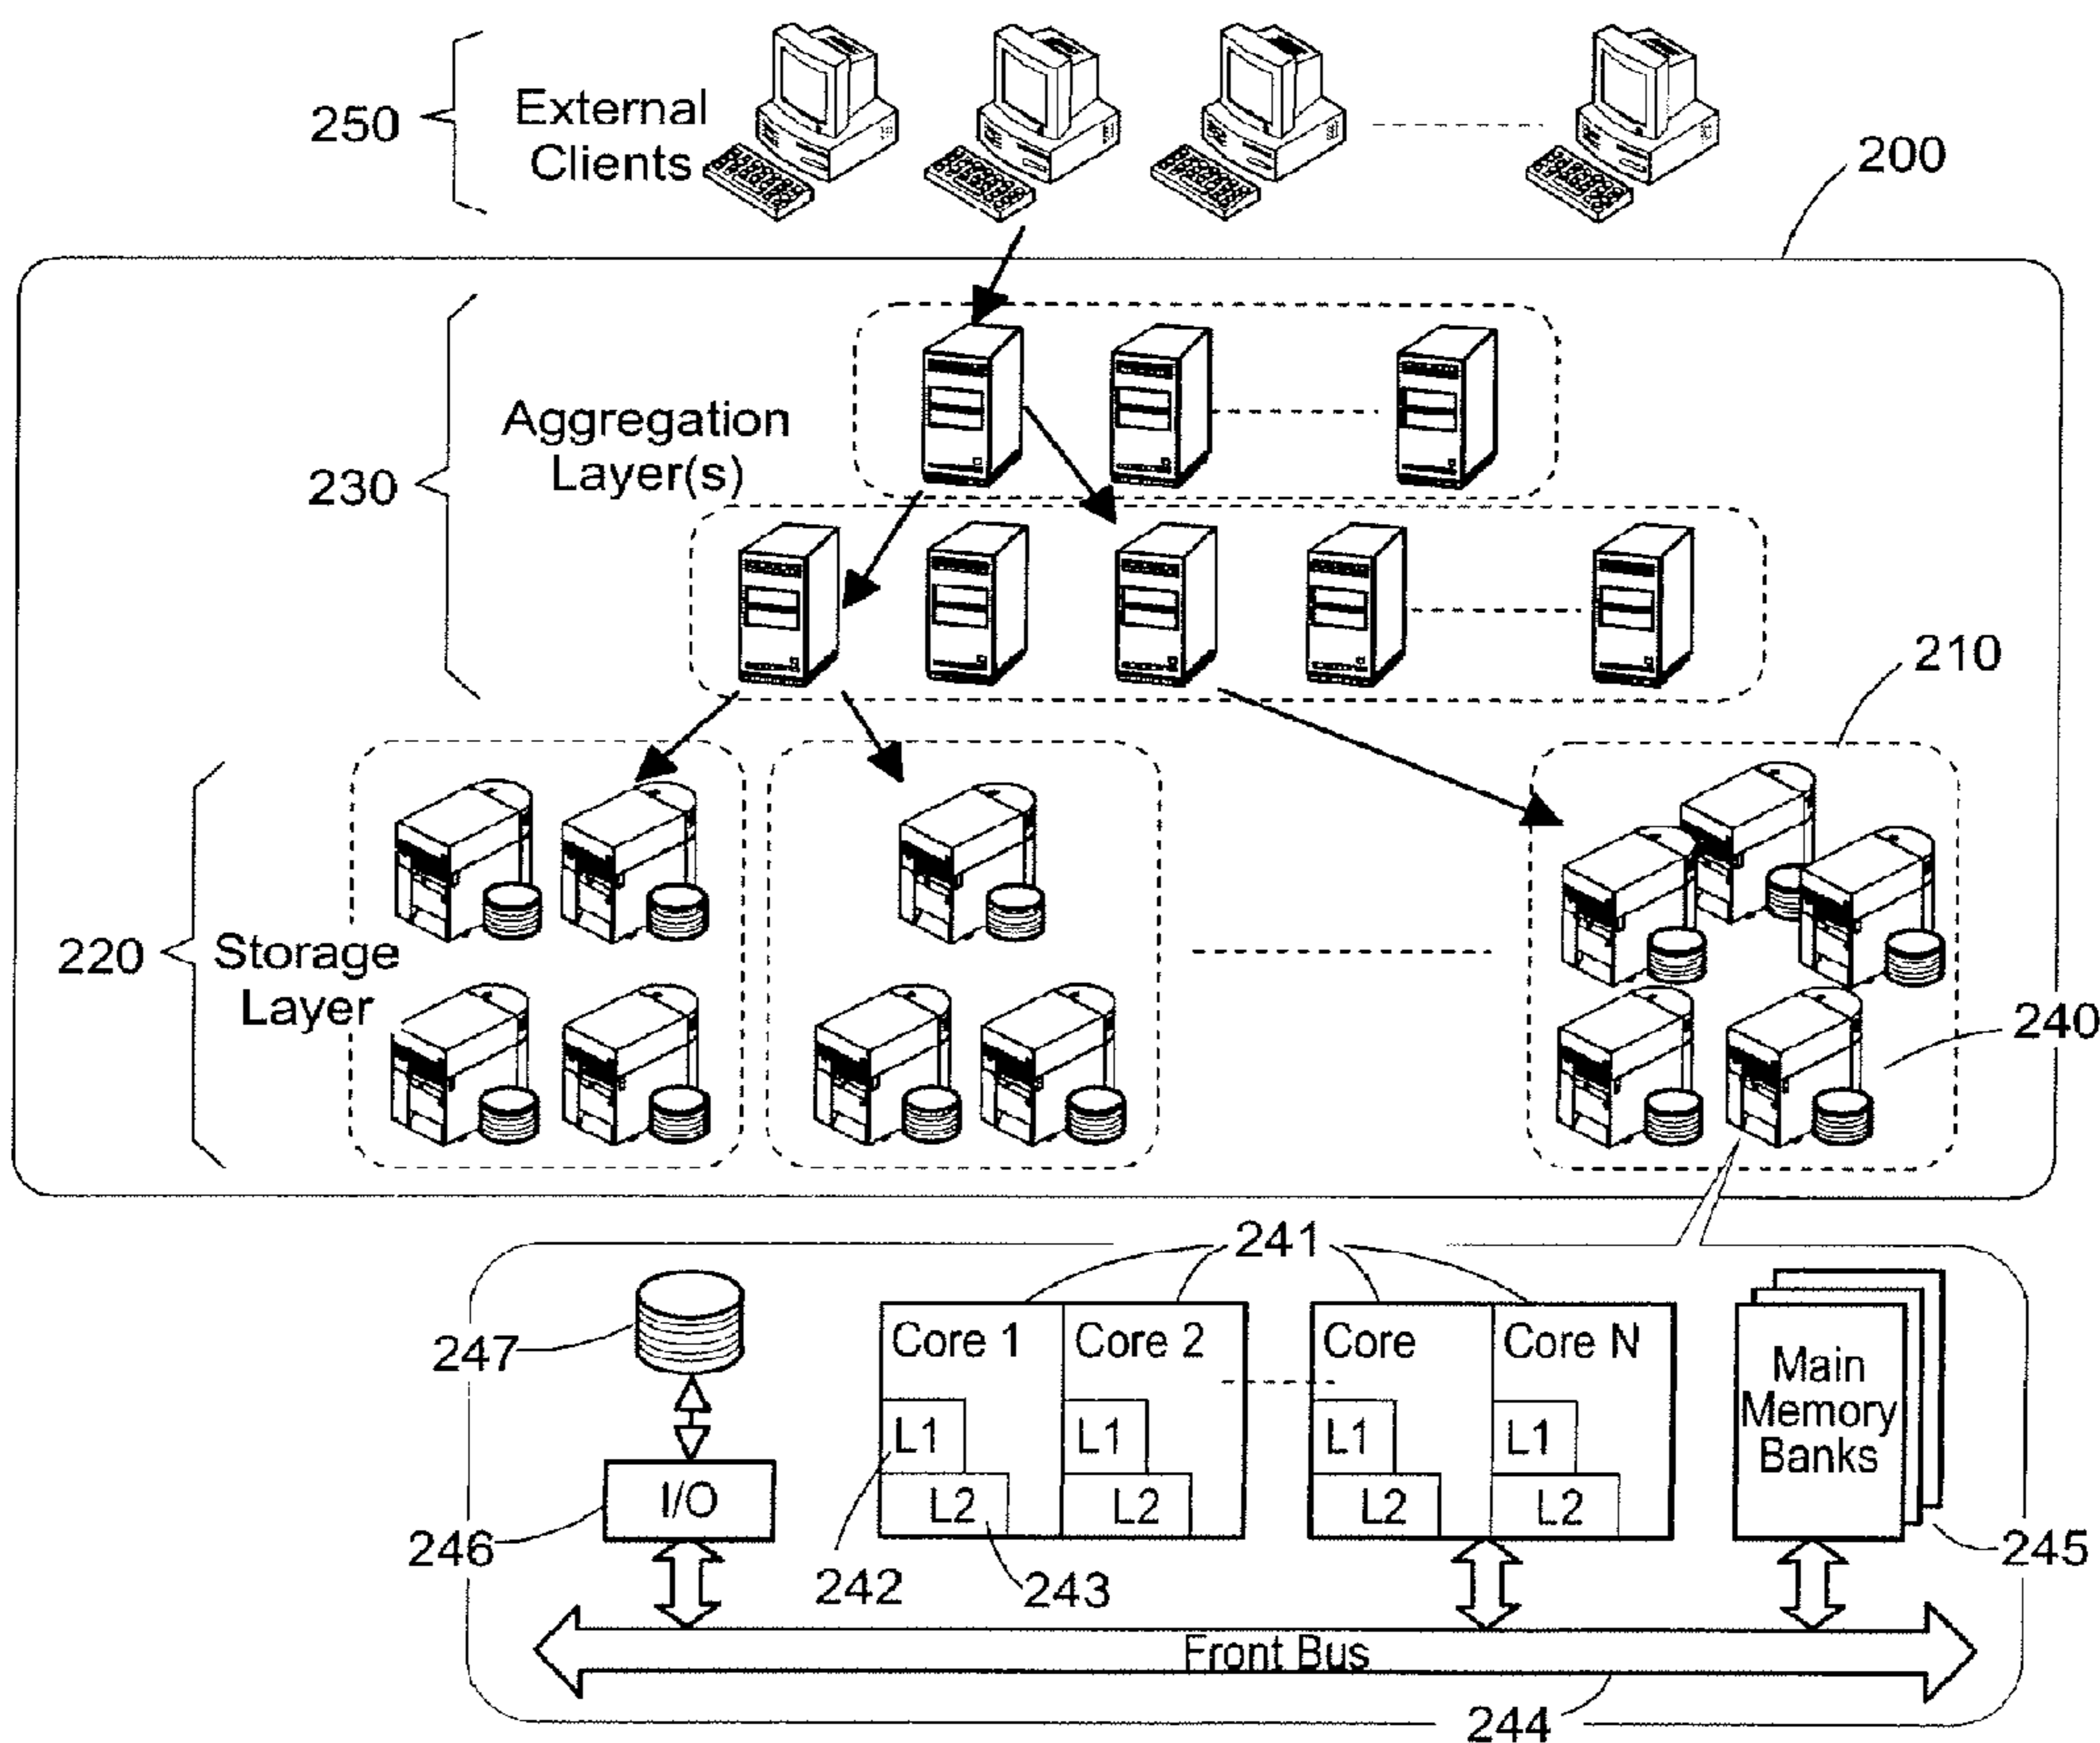 250
External
Clients
200
Aggregation
Layer(s)
230
210
220
Storage
Layer
240
241
247
Core 1
Core 2
Core
Core N
Main
Memory
Banks
L1
L1
L1
L1
I/O
L2
L2
L2
L2
246
242
243
245
Front Bus
244